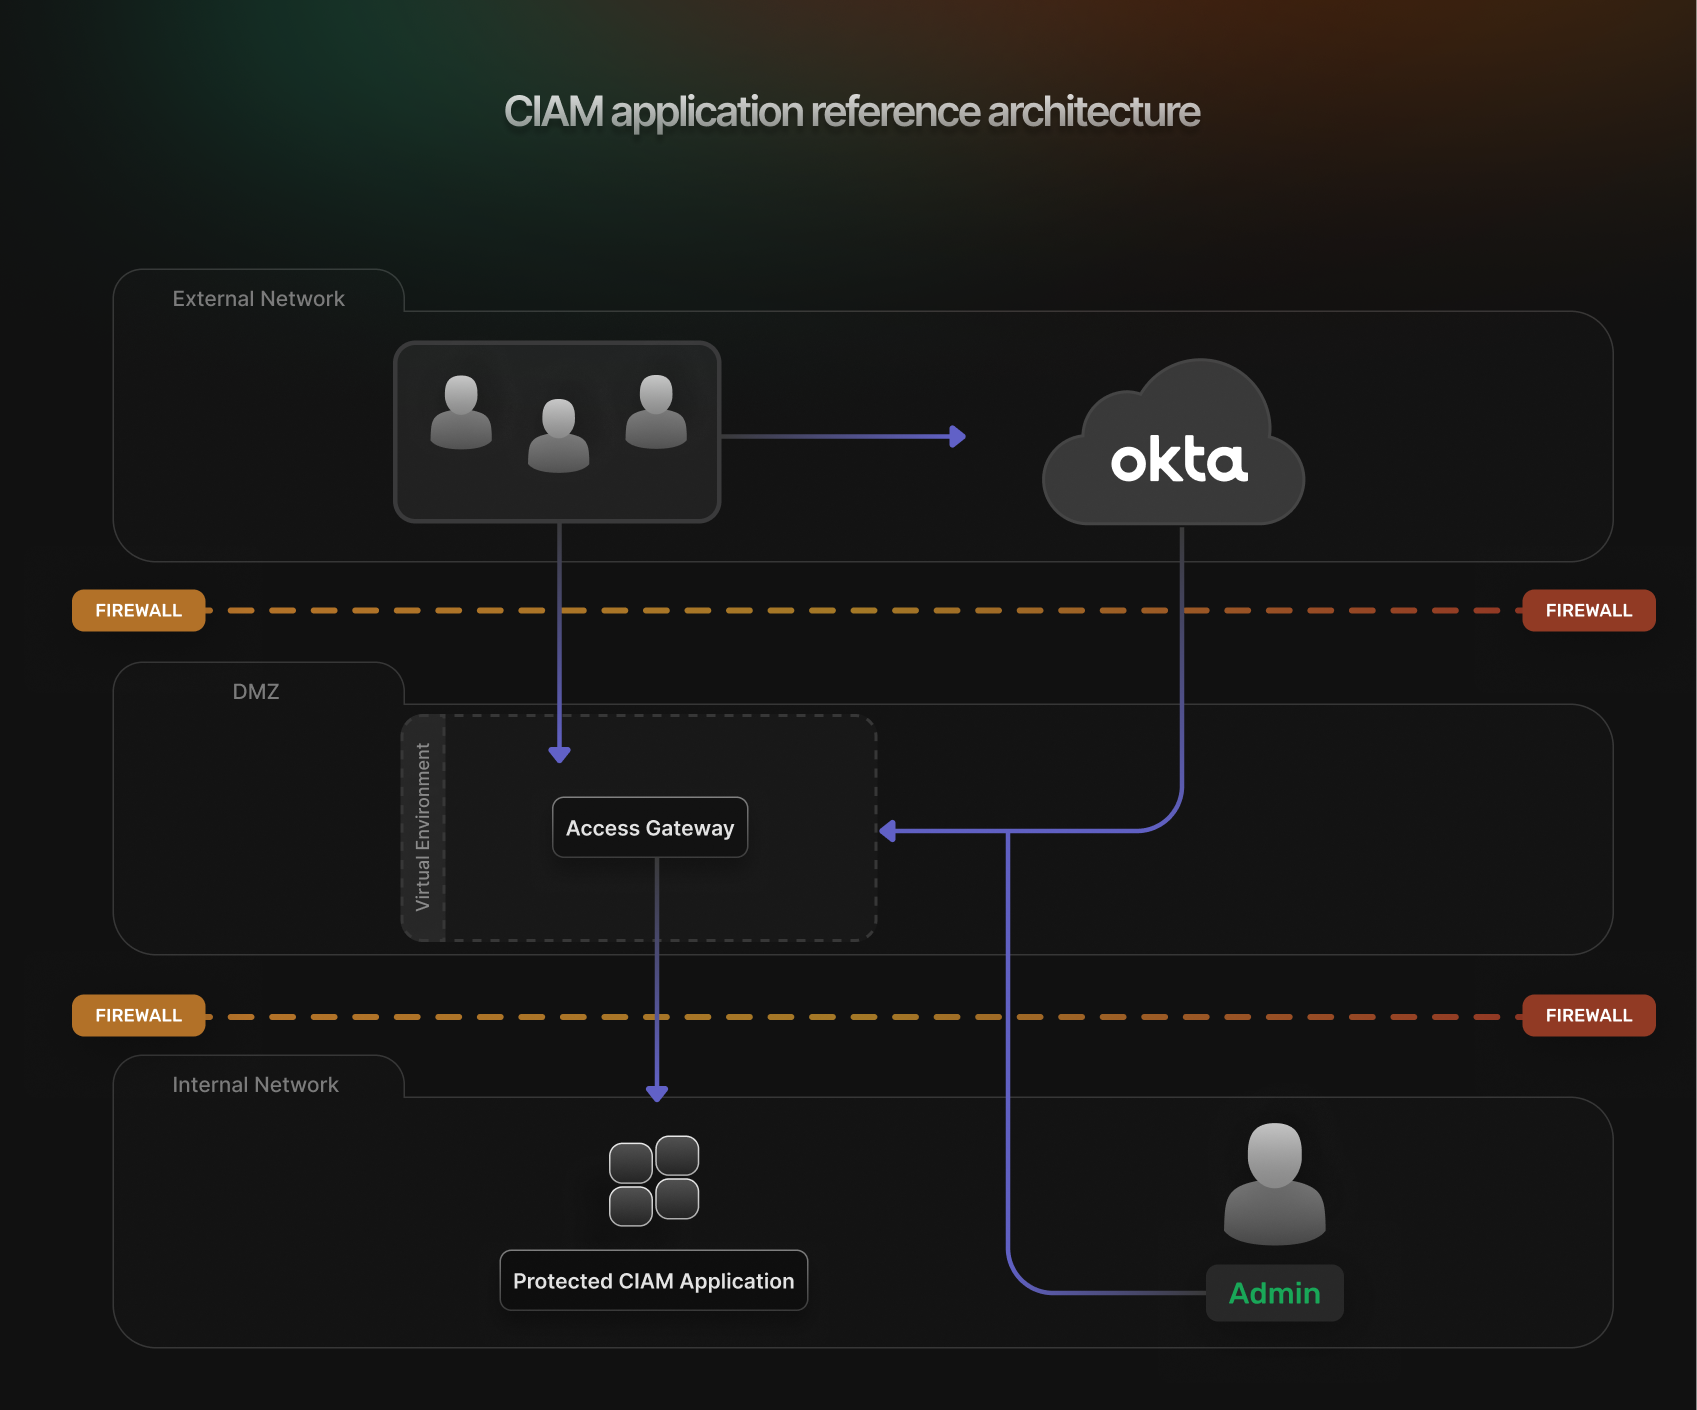 CIAM application reference architecture
External Network
okta
FIREWALL
FIREWALL
DMZ
Virtual Environment
Access Gateway
FIREWALL
FIREWALL
Internal Network
Protected CIAM Application
Admin